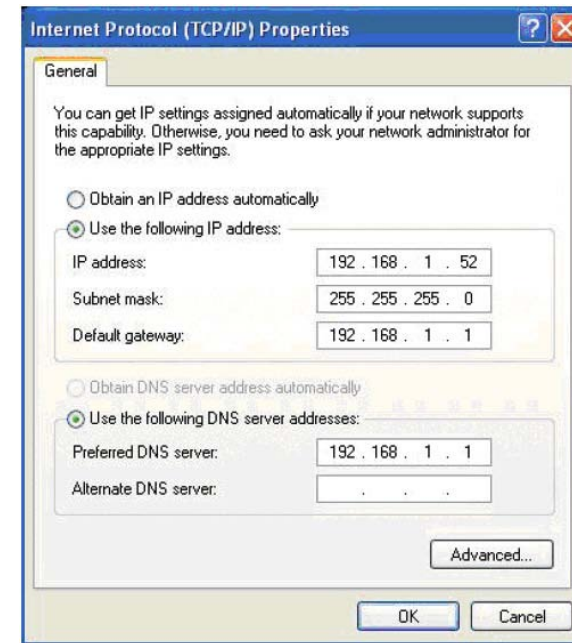 Internet Protocol (TCP/IP) Properties
General
You can get IP settings assigned automatically if your network supports
this capability. Otherwise, you need to ask your network administrator for
the appropriate IP settings.
Obtain an IP address automatically
Use the following IP address:
IP address: 192 . 168 . 1 . 52
Subnet mask: 255 . 255 . 255 . 0
Default gateway: 192 . 168 . 1 . 1
Obtain DNS server address automatically
Use the following DNS server addresses:
Preferred DNS server: 192 . 168 . 1 . 1
Alternate DNS server: . . .
Advanced...
OK Cancel